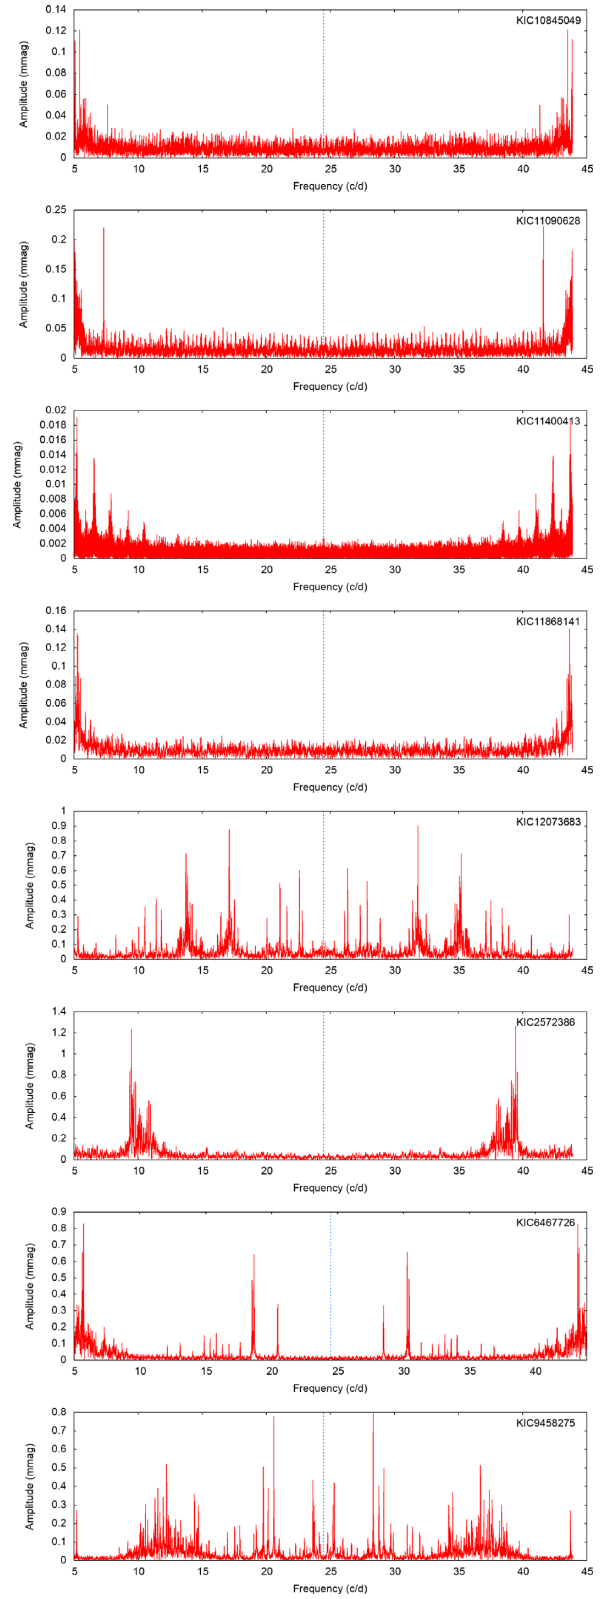 KIC10845049
Amplitude (mmag)
0.14
0.12
0.1
0.08
0.06
0.04
0.02
0
5 10 15 20 25 30 35 40 45
Frequency (c/d)
KIC11090628
Amplitude (mmag)
0.25
0.2
0.15
0.1
0.05
0
5 10 15 20 25 30 35 40 45
Frequency (c/d)
KIC11400413
Amplitude (mmag)
0.02
0.018
0.016
0.014
0.012
0.01
0.008
0.006
0.004
0.002
0
5 10 15 20 25 30 35 40 45
Frequency (c/d)
KIC11868141
Amplitude (mmag)
0.16
0.14
0.12
0.1
0.08
0.06
0.04
0.02
0
5 10 15 20 25 30 35 40 45
Frequency (c/d)
KIC12073683
Amplitude (mmag)
1
0.9
0.8
0.7
0.6
0.5
0.4
0.3
0.2
0.1
0
5 10 15 20 25 30 35 40 45
Frequency (c/d)
KIC2572386
Amplitude (mmag)
1.4
1.2
1
0.8
0.6
0.4
0.2
0
5 10 15 20 25 30 35 40 45
Frequency (c/d)
KIC6467726
Amplitude (mmag)
0.9
0.8
0.7
0.6
0.5
0.4
0.3
0.2
0.1
0
5 10 15 20 25 30 35 40
Frequency (c/d)
KIC9458275
Amplitude (mmag)
0.8
0.7
0.6
0.5
0.4
0.3
0.2
0.1
0
5 10 15 20 25 30 35 40 45
Frequency (c/d)